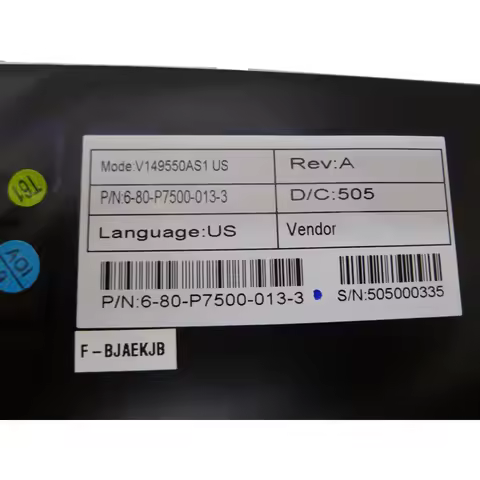 Mode:V149550AS1 US
Rev:A
P/N:6-80-P7500-013-3
D/C:505
Language:US
Vendor
P/N:6-80-P7500-013-3
S/N:505000335
F-BJAEKJB
T61
VOL